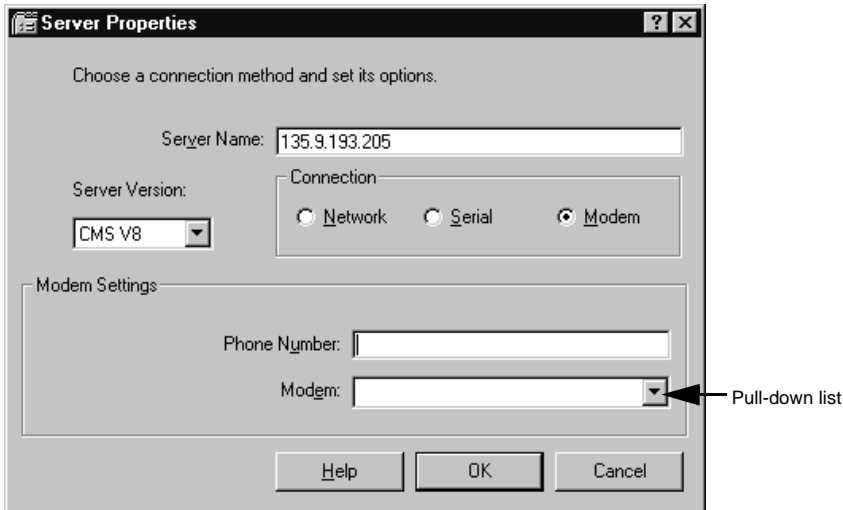 Server Properties
Choose a connection method and set its options.
Server Name: 135.9.193.205
Server Version:
CMS V8
Connection
Network Serial Modem
Modem Settings
Phone Number:
Modem:
Pull-down list
Help OK Cancel